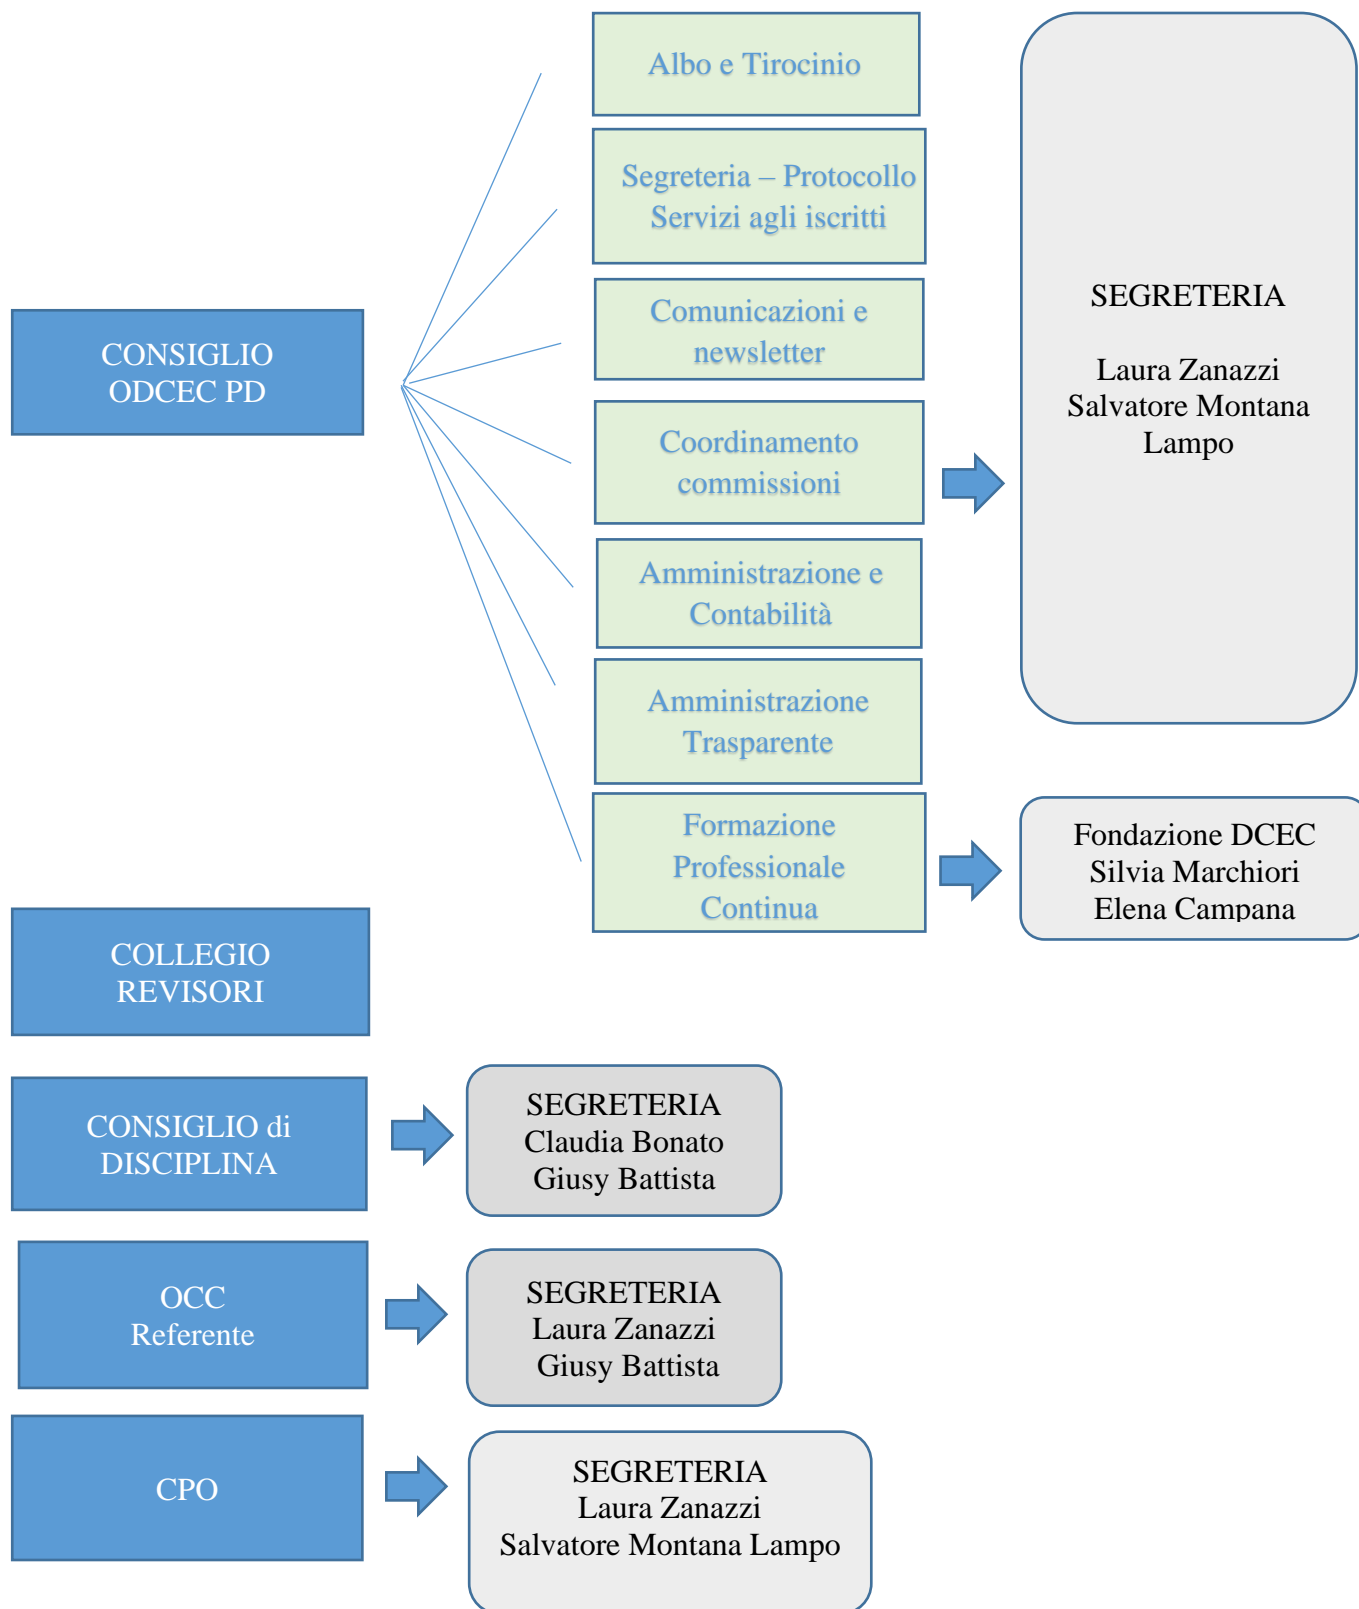 Albo e Tirocinio
Segreteria – Protocollo
Servizi agli iscritti
Comunicazioni e
newsletter
Coordinamento
commissioni
Amministrazione e
Contabilità
Amministrazione
Trasparente
Formazione
Professionale
Continua
SEGRETERIA
Laura Zanazzi
Salvatore Montana
Lampo
Fondazione DCEC
Silvia Marchiori
Elena Campana
CONSIGLIO
ODCEC PD
COLLEGIO
REVISORI
CONSIGLIO di
DISCIPLINA
SEGRETERIA
Claudia Bonato
Giusy Battista
OCC
Referente
SEGRETERIA
Laura Zanazzi
Giusy Battista
CPO
SEGRETERIA
Laura Zanazzi
Salvatore Montana Lampo